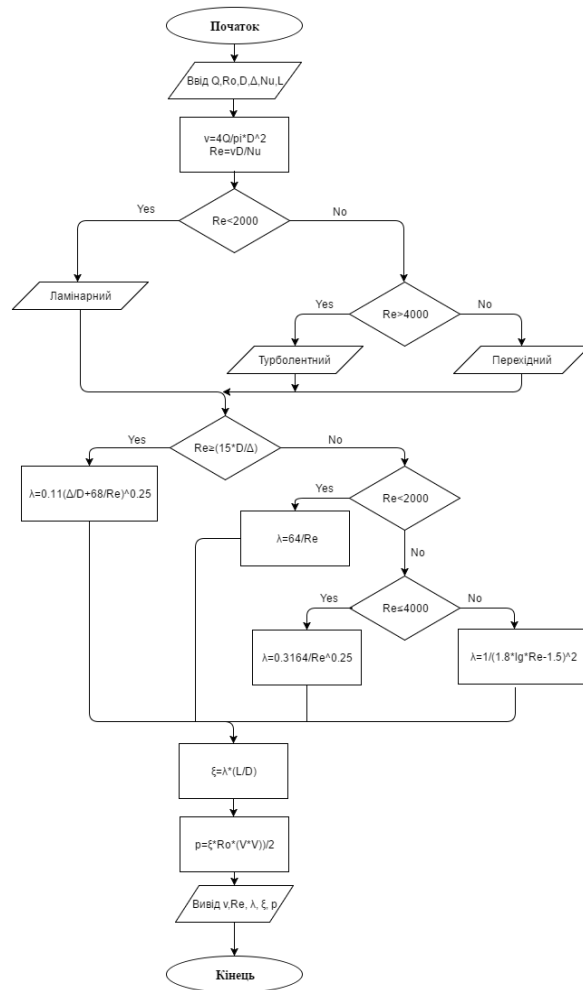 Початок
Ввід Q,Ro,D,Δ,Nu,L
v=4Q/pi*D^2
Re=vD/Nu
Yes
Re<2000
No
Ламінарний
Yes
Re>4000
No
Турболентний
Перехідний
Yes
Re≥(15*D/Δ)
No
λ=0.11(Δ/D+68/Re)^0.25
Yes
Re<2000
λ=64/Re
No
Yes
Re≤4000
No
λ=0.3164/Re^0.25
λ=1/(1.8*lg*Re-1.5)^2
ξ=λ*(L/D)
p=ξ*Ro*(V*V))/2
Вивід v,Re, λ, ξ, p
Кінець